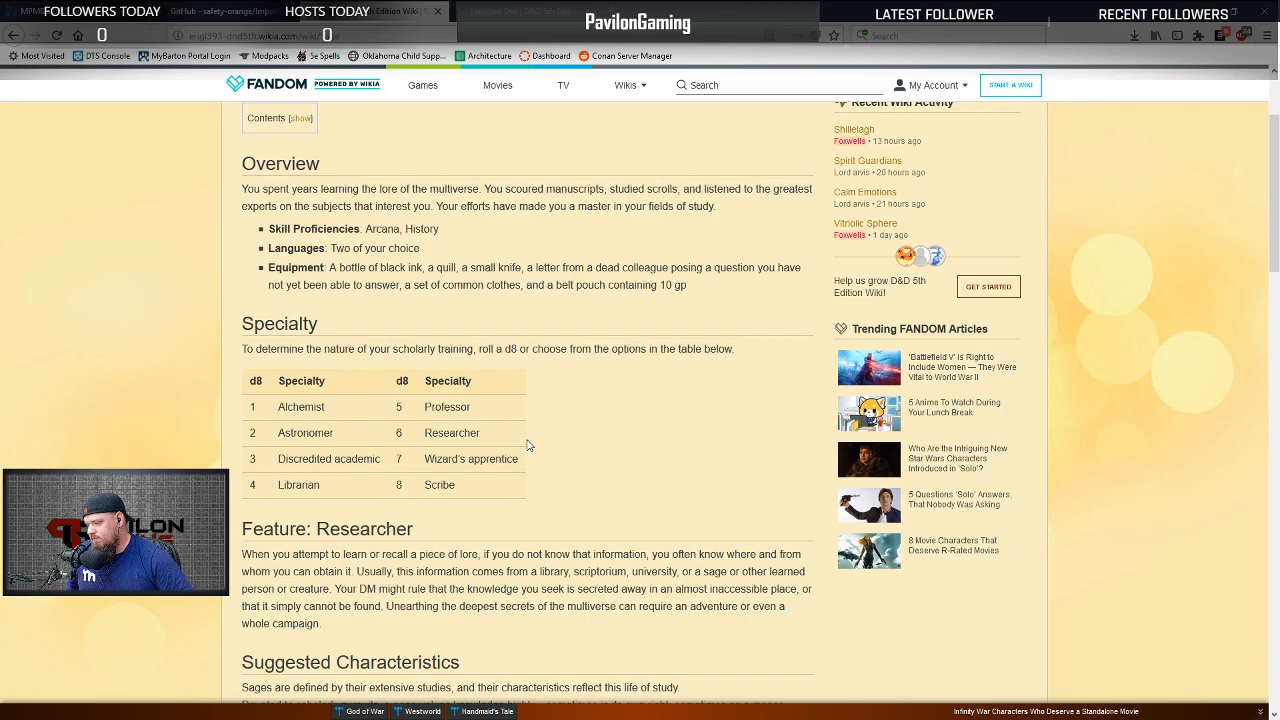 FOLLOWERS TODAY
0
HOSTS TODAY
0
PavilonGaming
LATEST FOLLOWER
RECENT FOLLOWERS
engl393-dnd5th.wikia.com/wiki/
Search
Most Visited
DTS Console
MyBarton Portal Login
Modpacks
5e Spells
Oklahoma Child Supp...
Architecture
Dashboard
Conan Server Manager
FANDOM
POWERED BY WIKIA
Games
Movies
TV
Wikis
Search
My Account
START A WIKI
Contents [show]
Overview
You spent years learning the lore of the multiverse. You scoured manuscripts, studied scrolls, and listened to the greatest
experts on the subjects that interest you. Your efforts have made you a master in your fields of study.
Skill Proficiencies: Arcana, History
Languages: Two of your choice
Equipment: A bottle of black ink, a quill, a small knife, a letter from a dead colleague posing a question you have
not yet been able to answer, a set of common clothes, and a belt pouch containing 10 gp
Specialty
To determine the nature of your scholarly training, roll a d8 or choose from the options in the table below.
d8 Specialty d8 Specialty
1 Alchemist 5 Professor
2 Astronomer 6 Researcher
3 Discredited academic 7 Wizard's apprentice
4 Librarian 8 Scribe
Feature: Researcher
When you attempt to learn or recall a piece of lore, if you do not know that information, you often know where and from
whom you can obtain it. Usually, this information comes from a library, scriptorium, university, or a sage or other learned
person or creature. Your DM might rule that the knowledge you seek is secreted away in an almost inaccessible place, or
that it simply cannot be found. Unearthing the deepest secrets of the multiverse can require an adventure or even a
whole campaign.
Suggested Characteristics
Sages are defined by their extensive studies, and their characteristics reflect this life of study.
Recent Wiki Activity
Shillelagh
Foxwells • 13 hours ago
Spirit Guardians
Lord arvis • 20 hours ago
Calm Emotions
Lord arvis • 21 hours ago
Vitriolic Sphere
Foxwells • 1 day ago
Help us grow D&D 5th
Edition Wiki!
GET STARTED
Trending FANDOM Articles
'Battlefield V' is Right to
Include Women — They Were
Vital to World War II
5 Anime To Watch During
Your Lunch Break
Who Are the Intriguing New
Star Wars Characters
Introduced in 'Solo'?
5 Questions 'Solo' Answers,
That Nobody Was Asking
8 Movie Characters That
Deserve R-Rated Movies
God of War
Westworld
Handmaid's Tale
Infinity War Characters Who Deserve a Standalone Movie